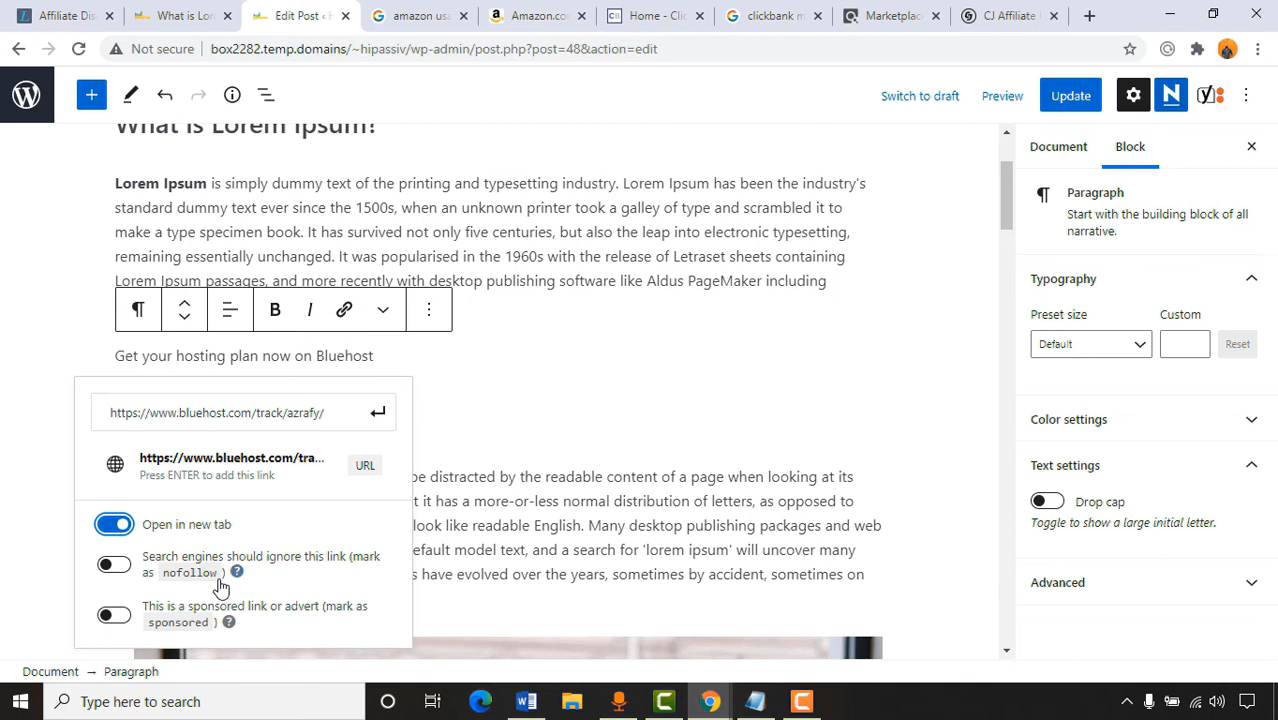 Affiliate Dis
What is Lor
Edit Post ‹
amazon usa
Amazon.com
Home - Clic
clickbank m
Marketplac
CJ Affiliate
Not secure
box2282.temp.domains/~hipassiv/wp-admin/post.php?post=48&action=edit
Switch to draft
Preview
Update
What is Lorem Ipsum?
Lorem Ipsum is simply dummy text of the printing and typesetting industry. Lorem Ipsum has been the industry's
standard dummy text ever since the 1500s, when an unknown printer took a galley of type and scrambled it to
make a type specimen book. It has survived not only five centuries, but also the leap into electronic typesetting,
remaining essentially unchanged. It was popularised in the 1960s with the release of Letraset sheets containing
Lorem Ipsum passages, and more recently with desktop publishing software like Aldus PageMaker including
B I
Get your hosting plan now on Bluehost
https://www.bluehost.com/track/azrafy/
https://www.bluehost.com/tra...
Press ENTER to add this link
URL
Open in new tab
Search engines should ignore this link (mark
as nofollow ) ?
This is a sponsored link or advert (mark as
sponsored ) ?
be distracted by the readable content of a page when looking at its
t it has a more-or-less normal distribution of letters, as opposed to
look like readable English. Many desktop publishing packages and web
efault model text, and a search for 'lorem ipsum' will uncover many
s have evolved over the years, sometimes by accident, sometimes on
Document
Block
Paragraph
Start with the building block of all
narrative.
Typography
Preset size
Custom
Default
Reset
Color settings
Text settings
Drop cap
Toggle to show a large initial letter.
Advanced
Document → Paragraph
Type here to search